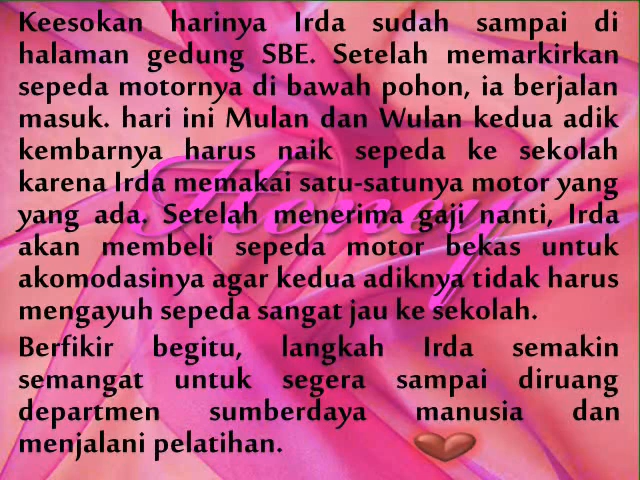 Keesokan harinya Irda sudah sampai di
halaman gedung SBE. Setelah memarkirkan
sepeda motornya di bawah pohon, ia berjalan
masuk. hari ini Mulan dan Wulan kedua adik
kembarnya harus naik sepeda ke sekolah
karena Irda memakai satu-satunya motor yang
yang ada. Setelah menerima gaji nanti, Irda
akan membeli sepeda motor bekas untuk
akomodasinya agar kedua adiknya tidak harus
mengayuh sepeda sangat jau ke sekolah.
Berfikir begitu, langkah Irda semakin
semangat untuk segera sampai diruang
departmen sumberdaya manusia dan
menjalani pelatihan.
Honey